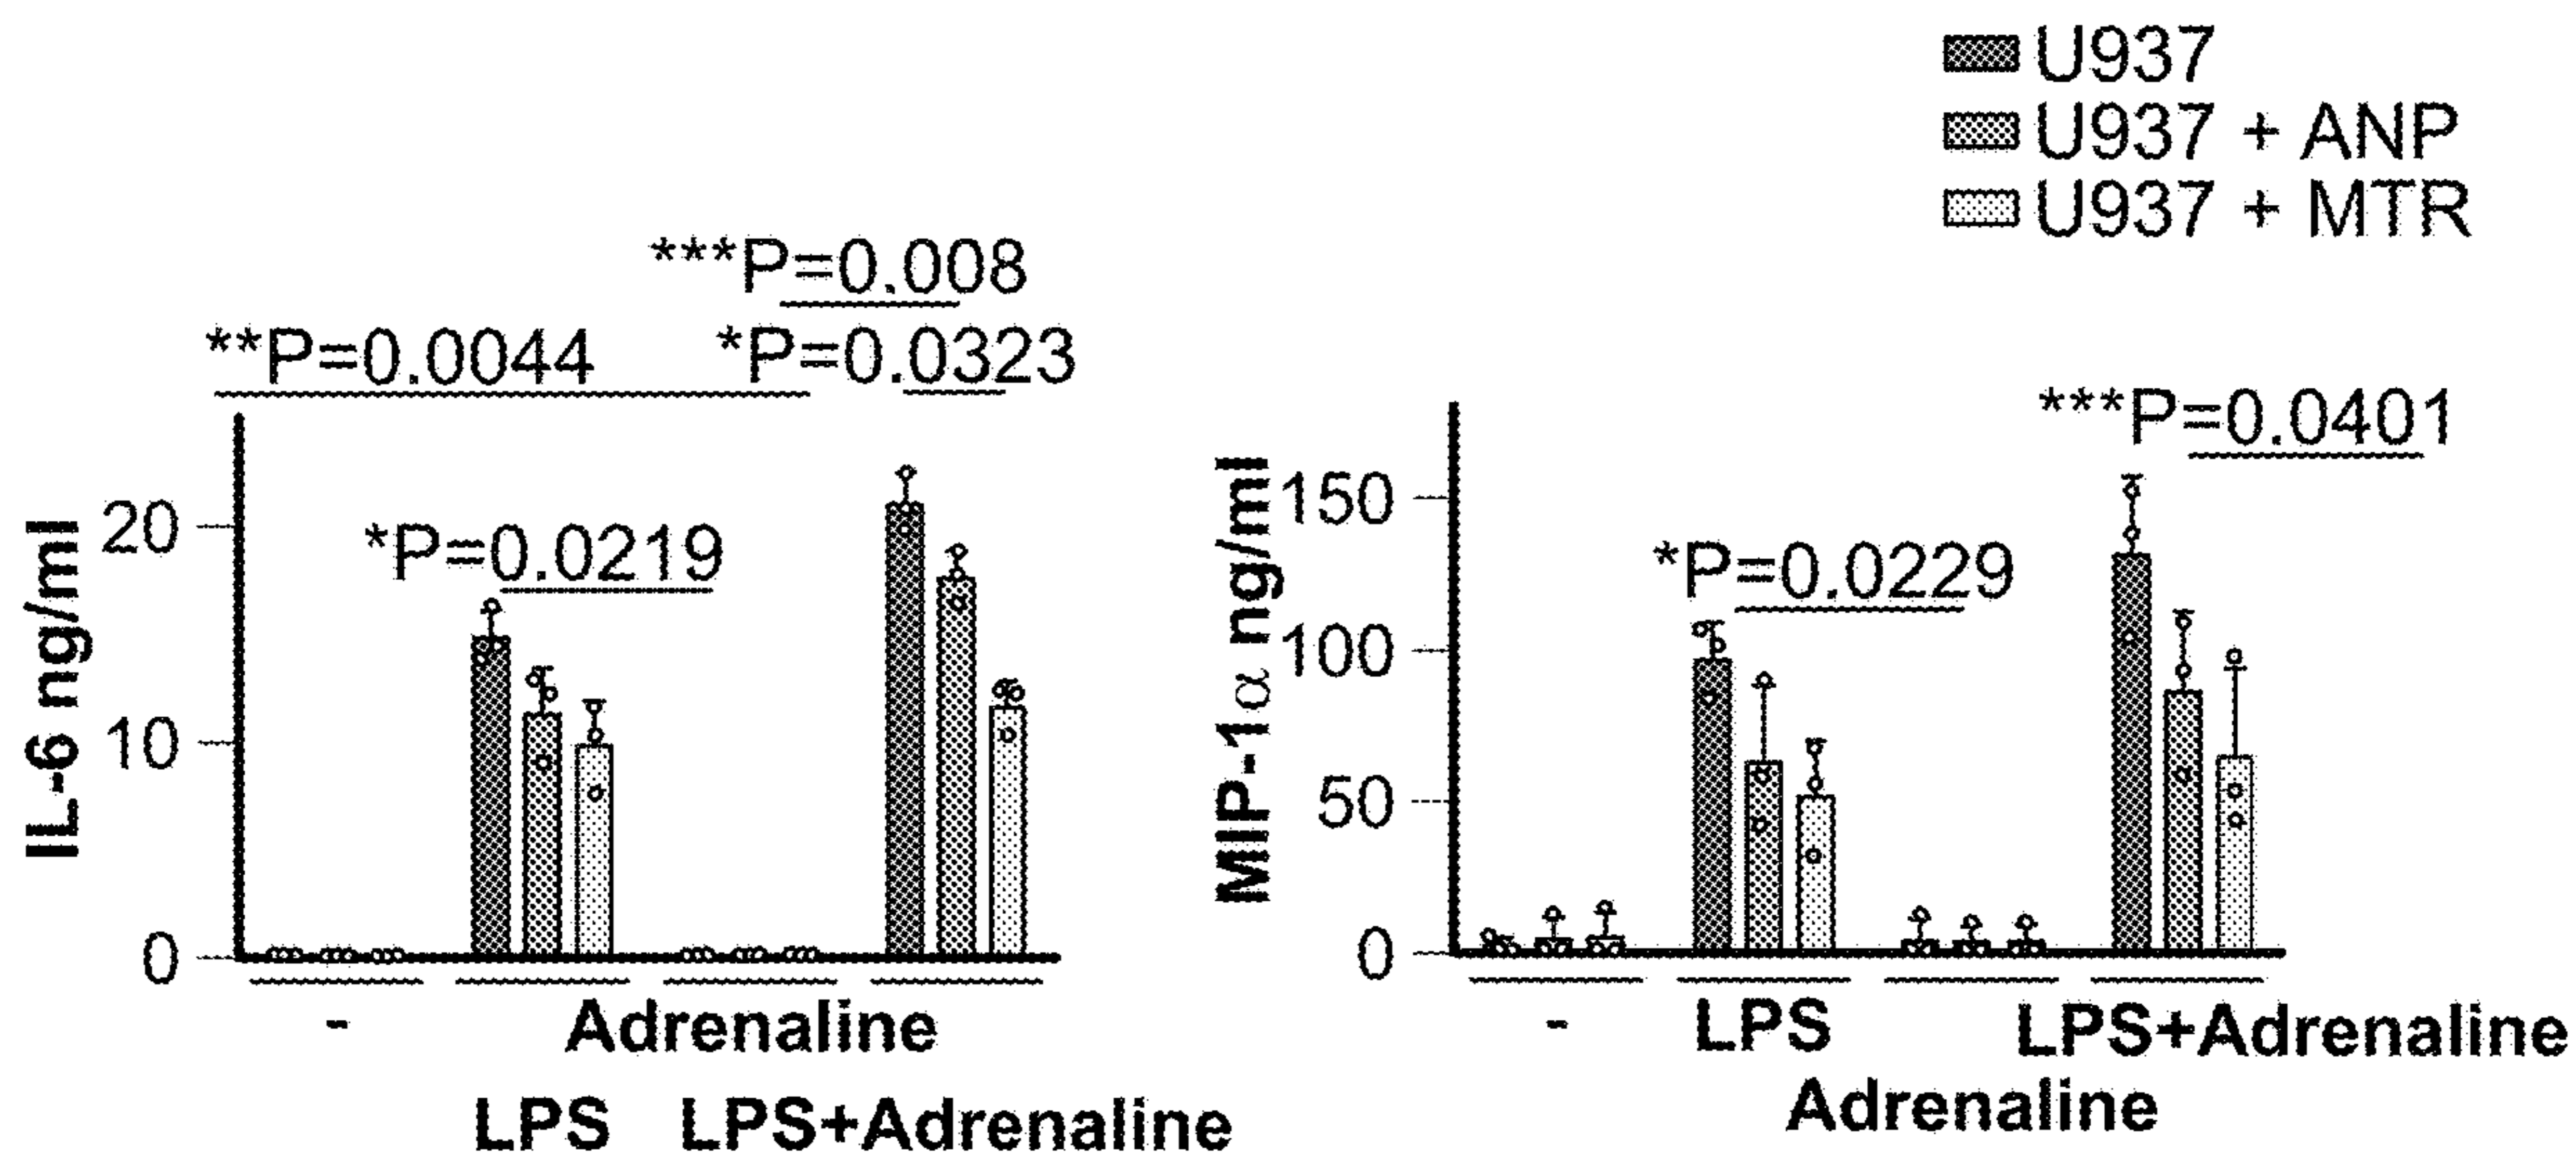 U937
U937 + ANP
U937 + MTR
***P=0.008
**P=0.0044
*P=0.0323
*P=0.0219
IL-6 ng/ml
20
10
0
-
Adrenaline
LPS
LPS+Adrenaline
***P=0.0401
*P=0.0229
MIP-1α ng/ml
150
100
50
0
-
LPS
LPS+Adrenaline
Adrenaline